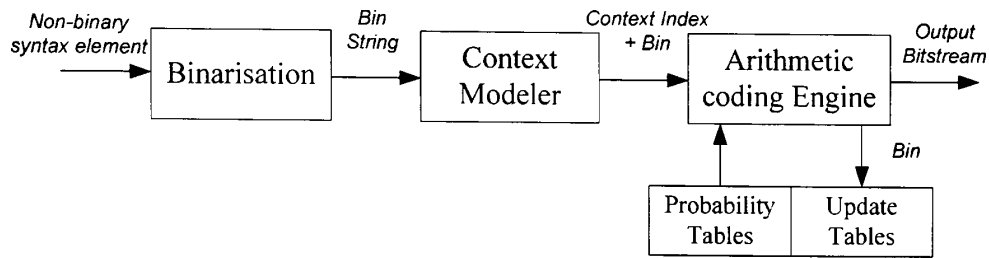 Non-binary
syntax element
Binarisation
Bin
String
Context
Modeler
Context Index
+ Bin
Arithmetic
coding Engine
Output
Bitstream
Bin
Probability
Tables
Update
Tables